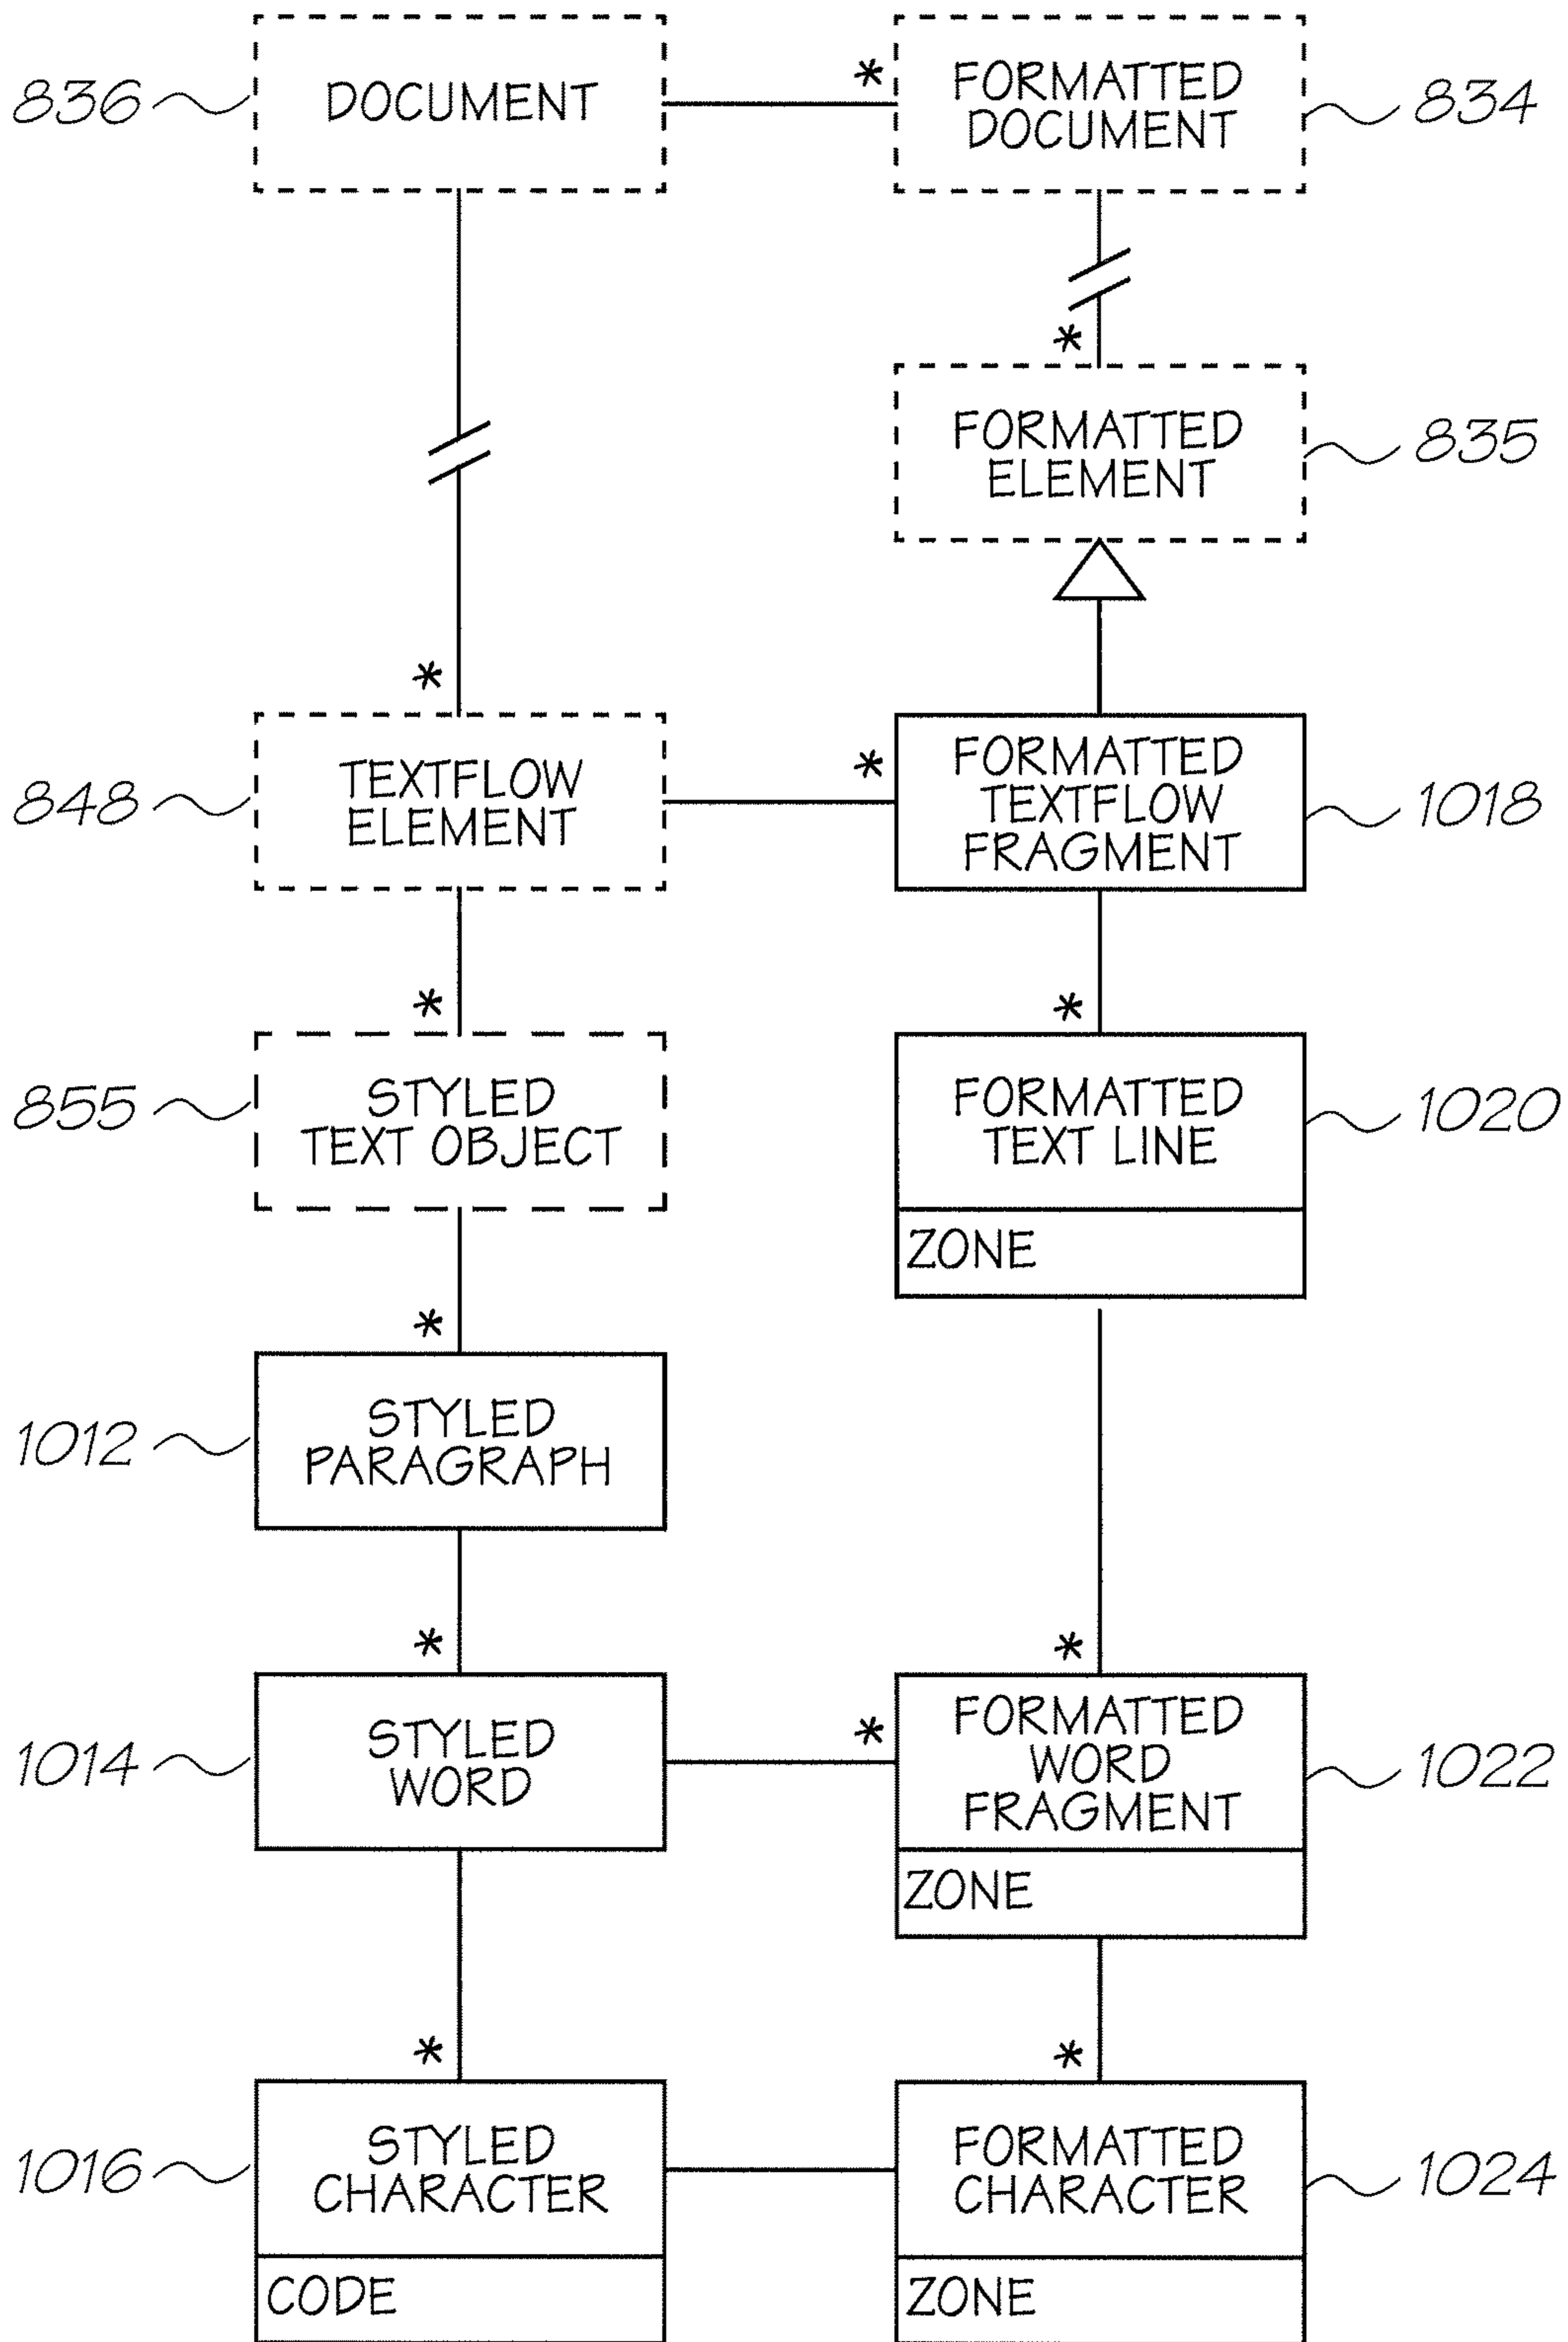 836
DOCUMENT
*
FORMATTED
DOCUMENT
834
*
FORMATTED
ELEMENT
835
*
848
TEXTFLOW
ELEMENT
*
FORMATTED
TEXTFLOW
FRAGMENT
1018
*
*
855
STYLED
TEXT OBJECT
FORMATTED
TEXT LINE
1020
ZONE
*
1012
STYLED
PARAGRAPH
*
*
1014
STYLED
WORD
*
FORMATTED
WORD
FRAGMENT
1022
ZONE
*
*
1016
STYLED
CHARACTER
FORMATTED
CHARACTER
1024
CODE
ZONE